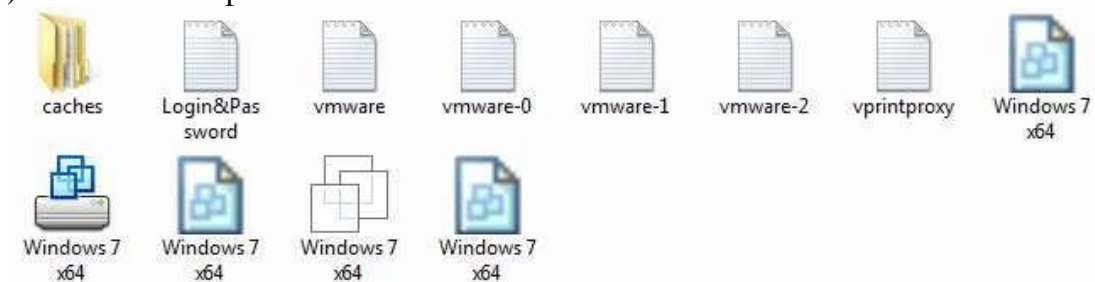 )
caches
Login&Pas
sword
vmware
vmware-0
vmware-1
vmware-2
vprintproxy
Windows 7
x64
Windows 7
x64
Windows 7
x64
Windows 7
x64
Windows 7
x64